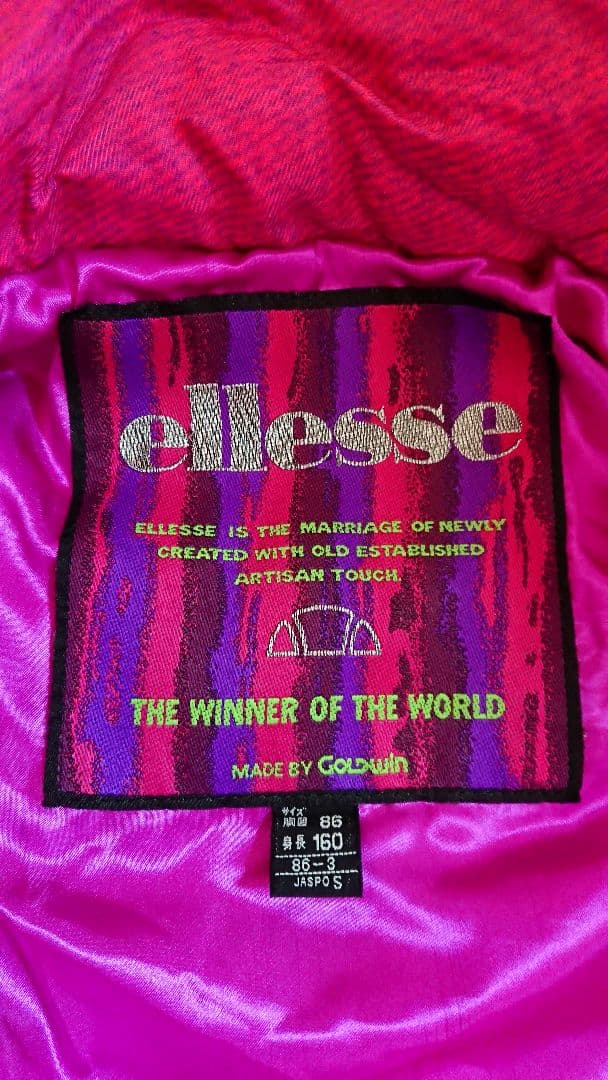 ellesse
ELLESSE IS THE MARRIAGE OF NEWLY
CREATED WITH OLD ESTABLISHED
ARTISAN TOUCH.
THE WINNER OF THE WORLD
MADE BY GOLDWIN
サイズ
胸囲 86
身長 160
86-3
JASPO S